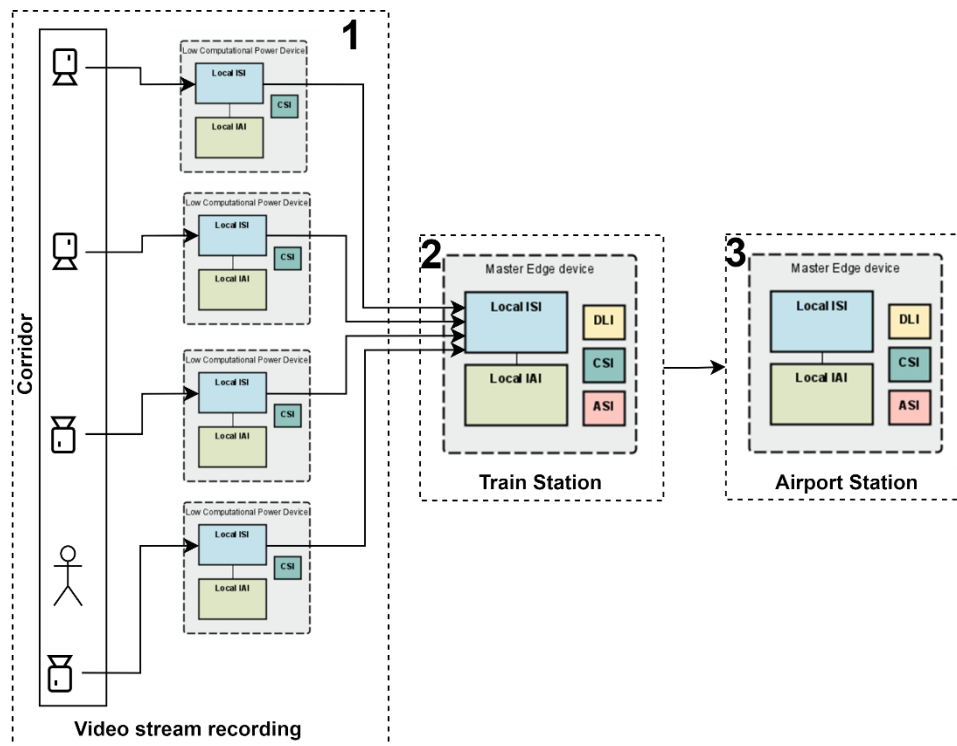 1
Low Computational Power Device
Local ISI
CSI
Local IAI
Low Computational Power Device
Local ISI
CSI
Local IAI
Corridor
Low Computational Power Device
Local ISI
CSI
Local IAI
Low Computational Power Device
Local ISI
CSI
Local IAI
Video stream recording
2
Master Edge device
Local ISI
DLI
CSI
Local IAI
ASI
Train Station
3
Master Edge device
Local ISI
DLI
CSI
Local IAI
ASI
Airport Station